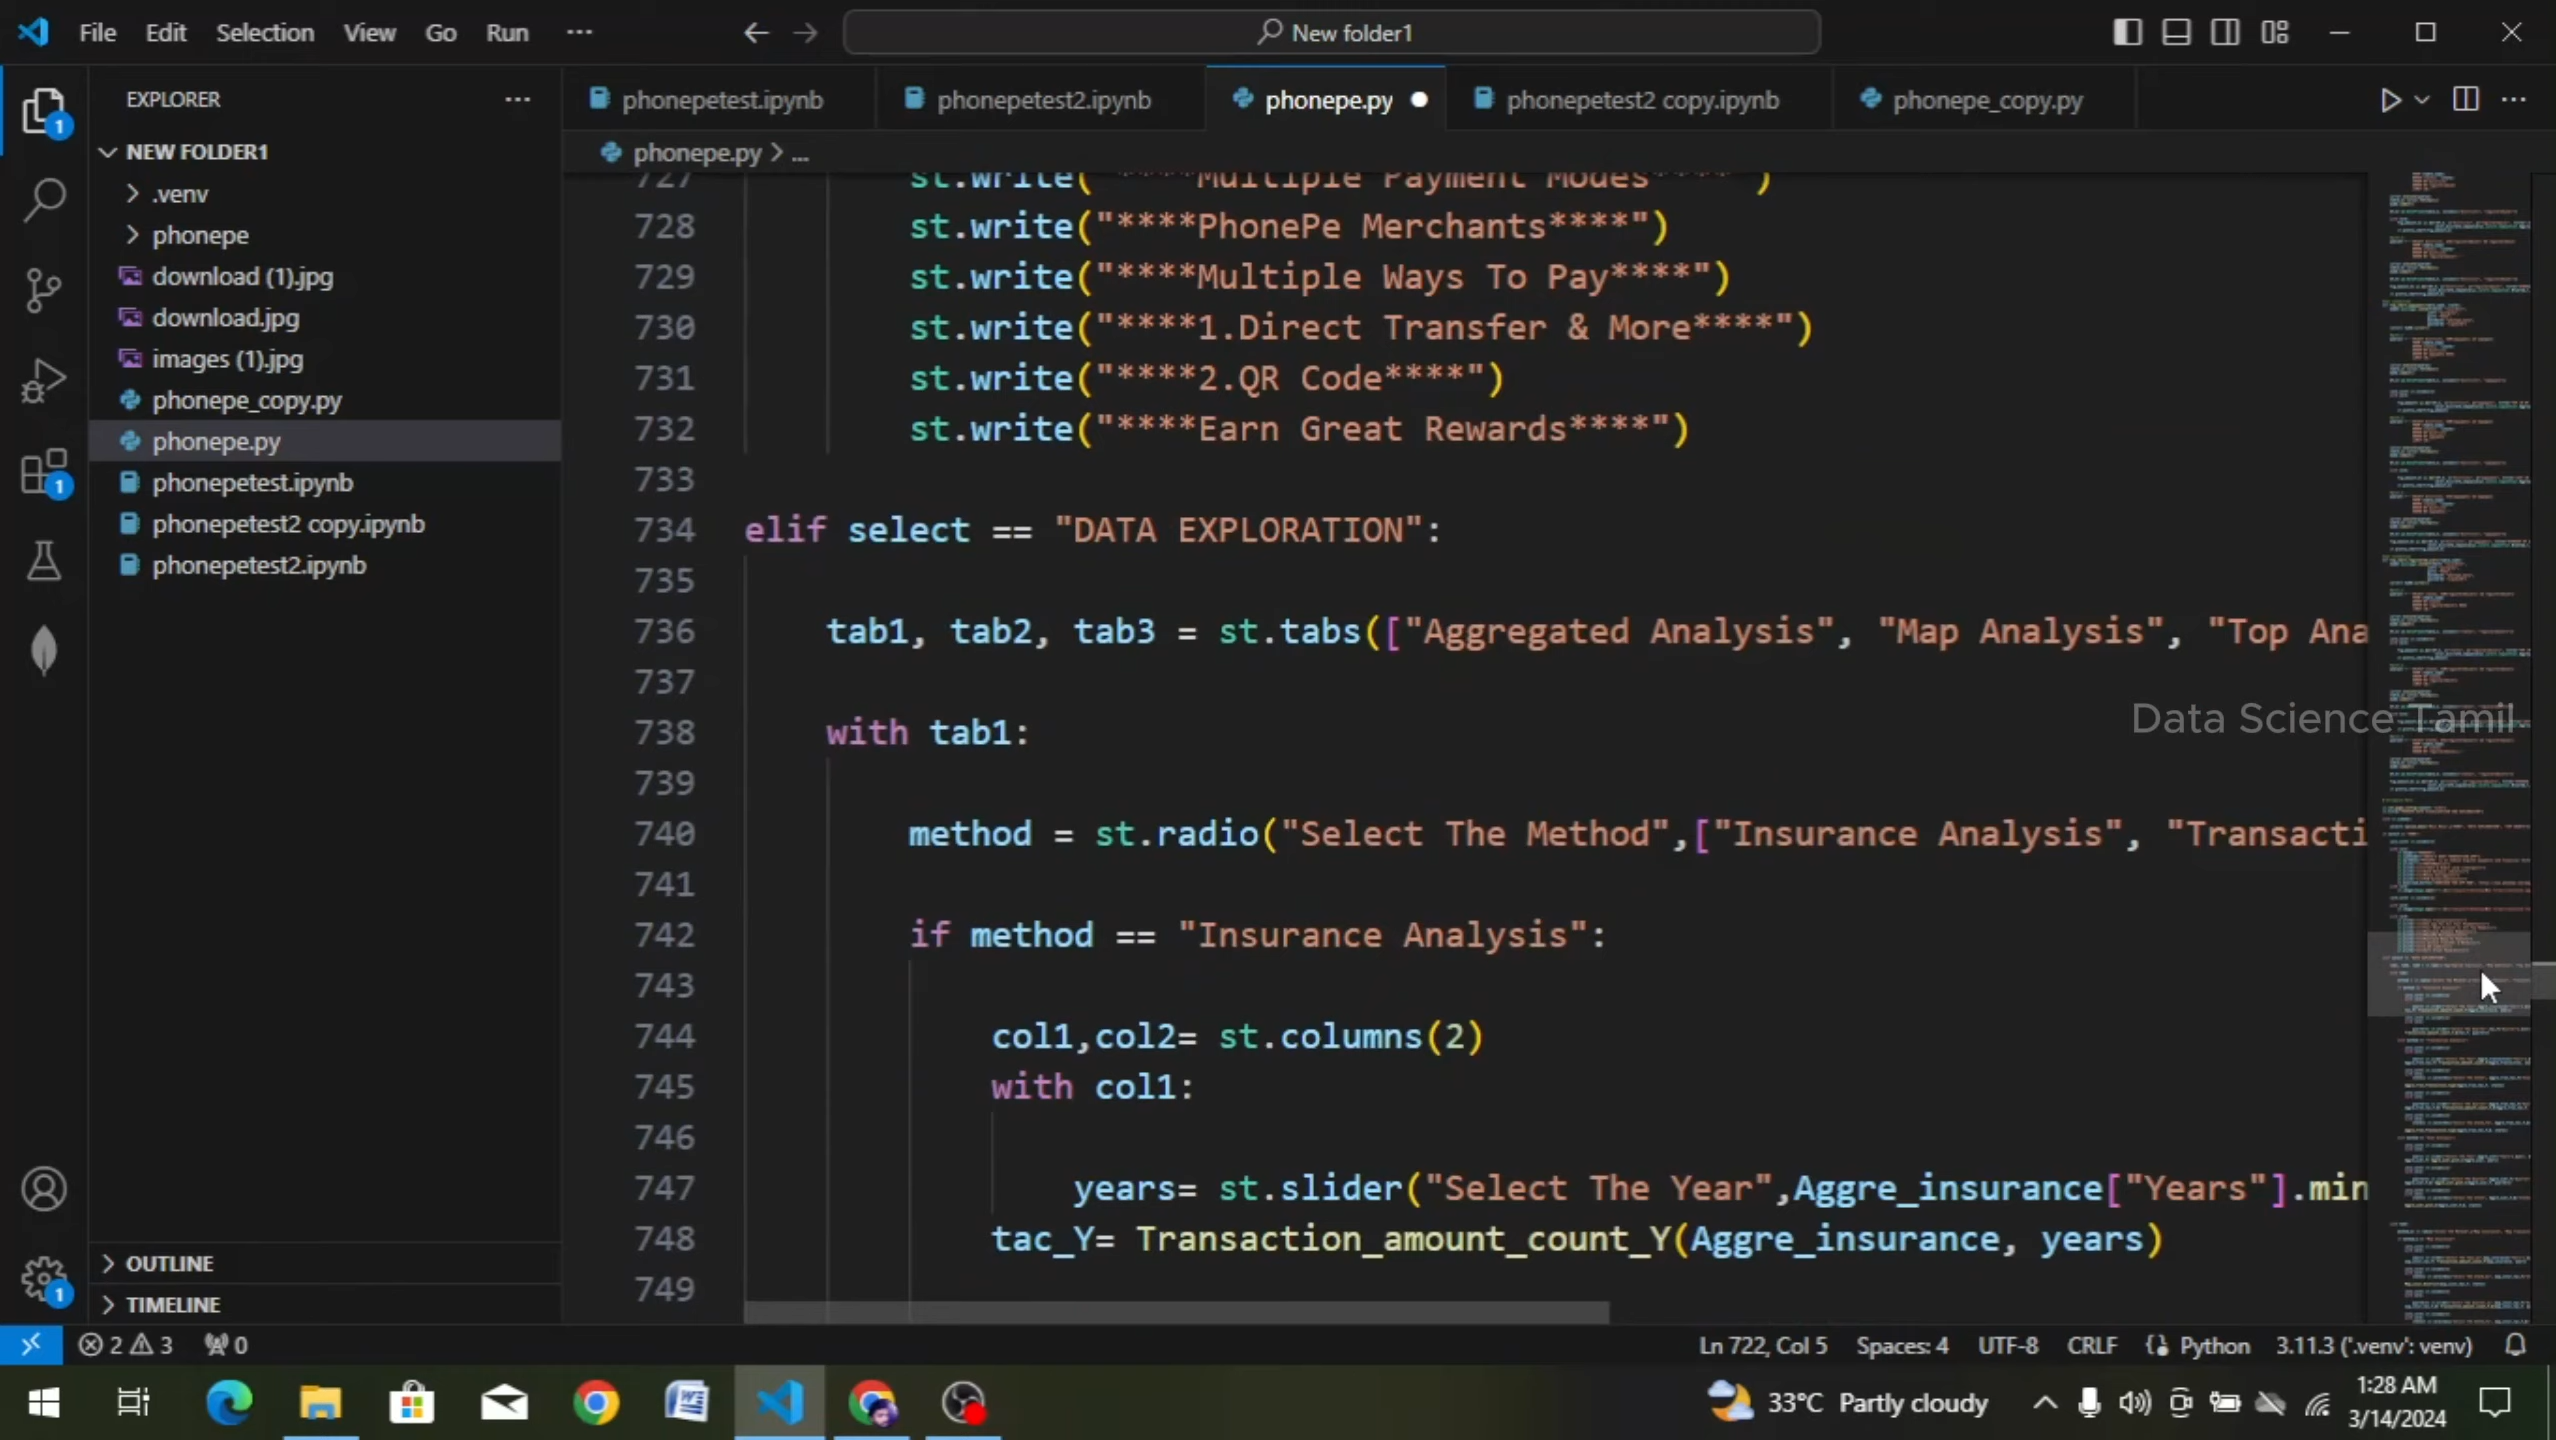 File Edit Selection View Go Run ··· New folder1
EXPLORER ···
phonepetest.ipynb phonepetest2.ipynb phonepe.py phonepetest2 copy.ipynb phonepe_copy.py
NEW FOLDER1
.venv
phonepe
download (1).jpg
download.jpg
images (1).jpg
phonepe_copy.py
phonepe.py
phonepetest.ipynb
phonepetest2 copy.ipynb
phonepetest2.ipynb
OUTLINE
TIMELINE
phonepe.py > ...
727 st.write("****Multiple Payment Modes****")
728 st.write("****PhonePe Merchants****")
729 st.write("****Multiple Ways To Pay****")
730 st.write("****1.Direct Transfer & More****")
731 st.write("****2.QR Code****")
732 st.write("****Earn Great Rewards****")
733
734 elif select == "DATA EXPLORATION":
735
736 tab1, tab2, tab3 = st.tabs(["Aggregated Analysis", "Map Analysis", "Top Ana
737
738 with tab1:
739
740 method = st.radio("Select The Method",["Insurance Analysis", "Transacti
741
742 if method == "Insurance Analysis":
743
744 col1,col2= st.columns(2)
745 with col1:
746
747 years= st.slider("Select The Year",Aggre_insurance["Years"].min
748 tac_Y= Transaction_amount_count_Y(Aggre_insurance, years)
749
Data Science Tamil
2 3 0 Ln 722, Col 5 Spaces: 4 UTF-8 CRLF Python 3.11.3 ('.venv': venv)
33°C Partly cloudy 1:28 AM
3/14/2024